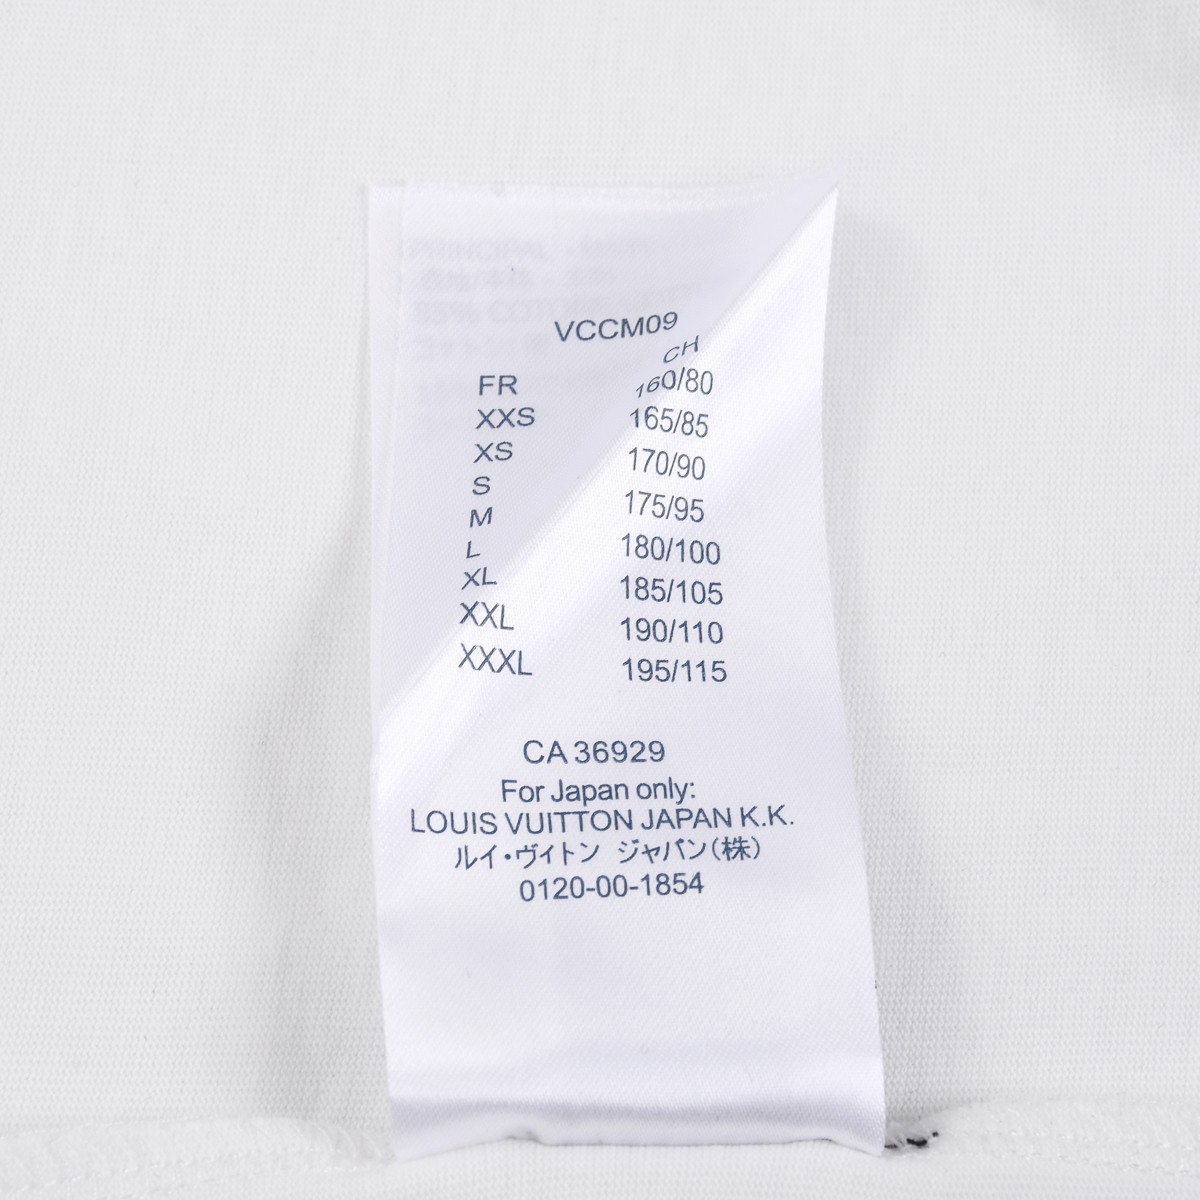 VCCM09
FR CH
XXS 160/80
XS 165/85
S 170/90
M 175/95
L 180/100
XL 185/105
XXL 190/110
XXXL 195/115
CA 36929
For Japan only:
LOUIS VUITTON JAPAN K.K.
ルイ・ヴィトン ジャパン(株)
0120-00-1854